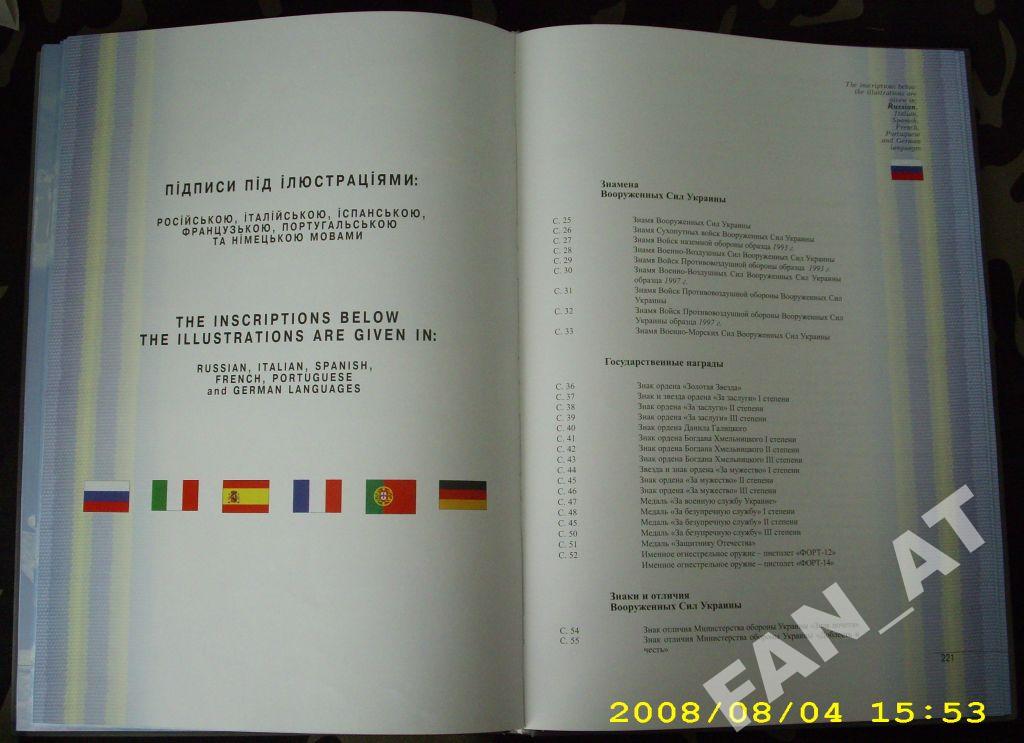 ПІДПИСИ ПІД ІЛЮСТРАЦІЯМИ:
РОСІЙСЬКОЮ, ІТАЛІЙСЬКОЮ, ІСПАНСЬКОЮ,
ФРАНЦУЗЬКОЮ, ПОРТУГАЛЬСЬКОЮ
ТА НІМЕЦЬКОЮ МОВАМИ
THE INSCRIPTIONS BELOW
THE ILLUSTRATIONS ARE GIVEN IN:
RUSSIAN, ITALIAN, SPANISH,
FRENCH, PORTUGUESE
and GERMAN LANGUAGES
The inscriptions below
the illustrations are
given in:
Russian,
Italian,
Spanish,
French,
Portuguese
and German
languages
Знамена
Вооруженных Сил Украины
С. 25 Знамя Вооруженных Сил Украины
С. 26 Знамя Сухопутных войск Вооруженных Сил Украины
С. 27 Знамя Войск наземной обороны образца 1993 г.
С. 28 Знамя Военно-Воздушных Сил Вооруженных Сил Украины
С. 29 Знамя Войск Противовоздушной обороны образца 1993 г.
С. 30 Знамя Военно-Воздушных Сил Вооруженных Сил Украины
образца 1997 г.
С. 31 Знамя Войск Противовоздушной обороны Вооруженных Сил
Украины
С. 32 Знамя Войск Противовоздушной обороны Вооруженных Сил
Украины образца 1997 г.
С. 33 Знамя Военно-Морских Сил Вооруженных Сил Украины
Государственные награды
С. 36 Знак ордена «Золотая Звезда»
С. 37 Знак и звезда ордена «За заслуги» I степени
С. 38 Знак ордена «За заслуги» II степени
С. 39 Знак ордена «За заслуги» III степени
С. 40 Знак ордена Данила Галицкого
С. 41 Знак ордена Богдана Хмельницкого I степени
С. 42 Знак ордена Богдана Хмельницкого II степени
С. 43 Знак ордена Богдана Хмельницкого III степени
С. 44 Звезда и знак ордена «За мужество» I степени
С. 45 Знак ордена «За мужество» II степени
С. 46 Знак ордена «За мужество» III степени
С. 47 Медаль «За военную службу Украине»
С. 48 Медаль «За безупречную службу» I степени
С. 45 Медаль «За безупречную службу» II степени
С. 50 Медаль «За безупречную службу» III степени
С. 51 Медаль «Защитнику Отечества»
С. 52 Именное огнестрельное оружие – пистолет «ФОРТ-12»
Именное огнестрельное оружие – пистолет «ФОРТ-14»
Знаки и отличия
Вооруженных Сил Украины
С. 54 Знак отличия Министерства обороны Украины
С. 55 Знак отличия Министерства обороны Украины
честь»
221
FAN_AT
2008/08/04 15:53